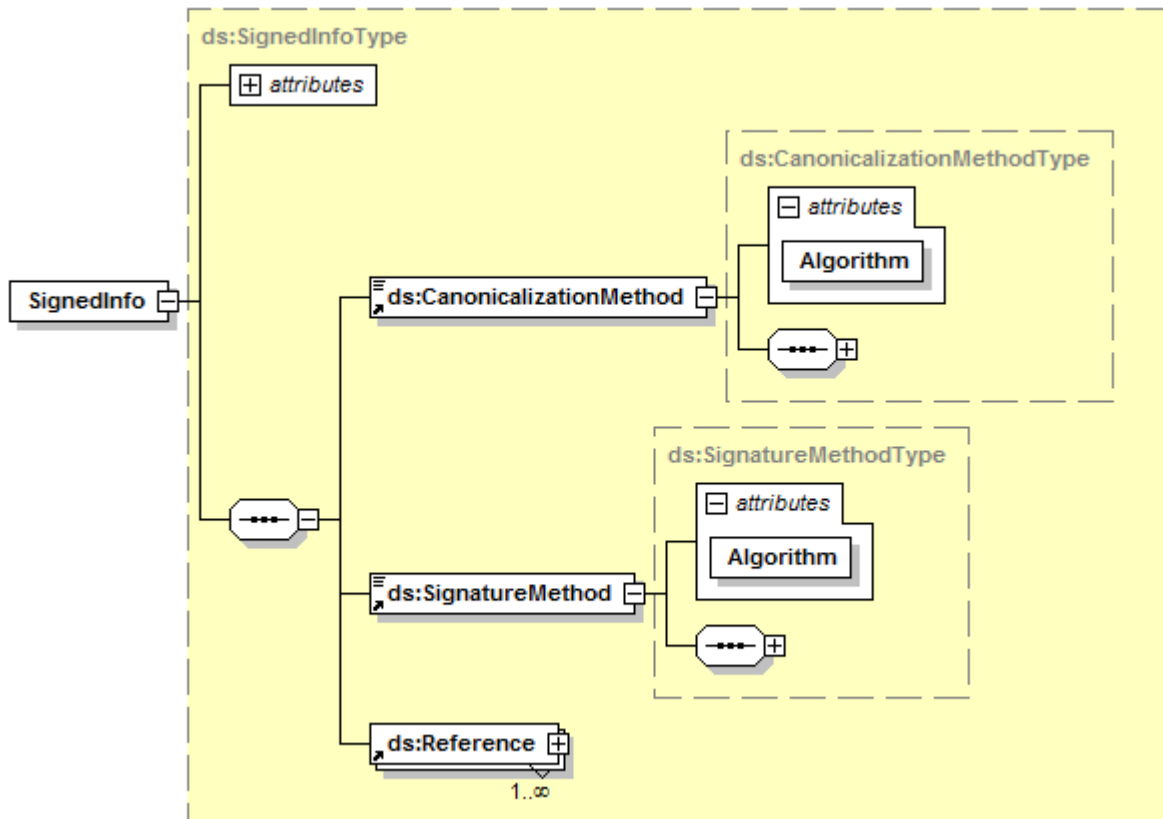 ds:SignedInfoType
attributes
ds:CanonicalizationMethodType
attributes
Algorithm
SignedInfo
ds:CanonicalizationMethod
ds:SignatureMethodType
attributes
Algorithm
ds:SignatureMethod
ds:Reference
1..∞